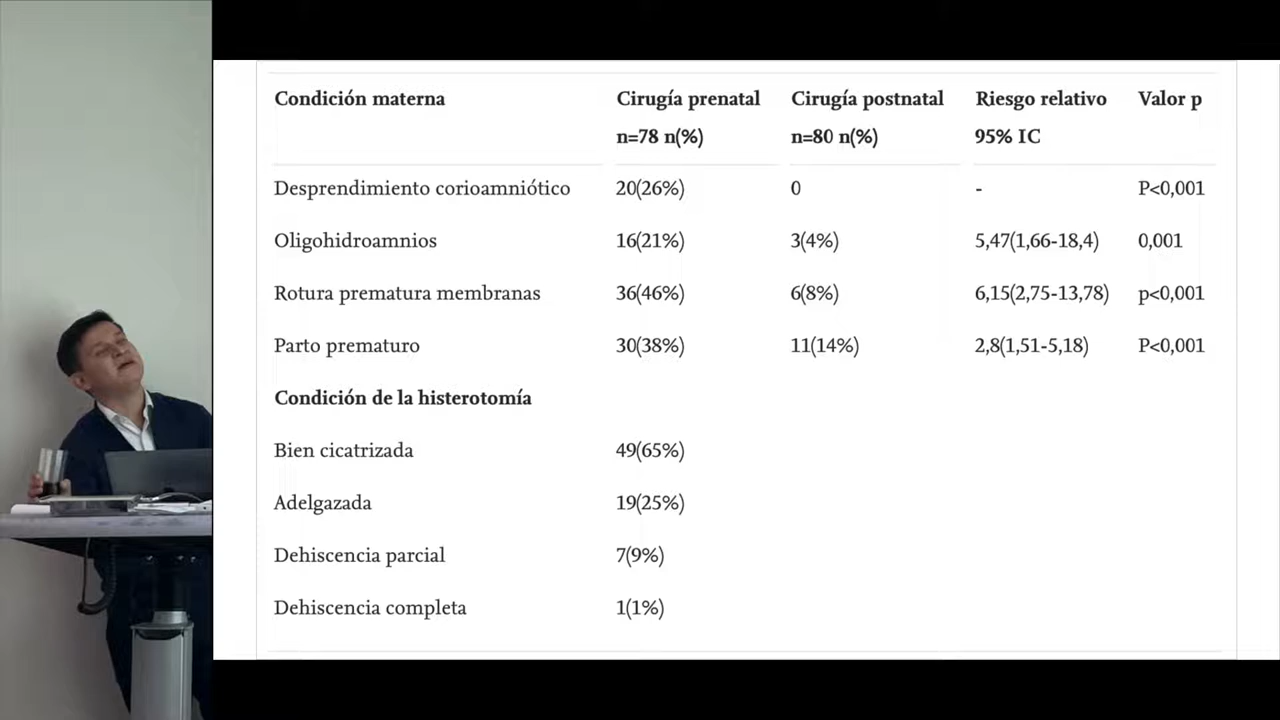 Condición materna Cirugía prenatal Cirugía postnatal Riesgo relativo Valor p
n=78 n(%) n=80 n(%) 95% IC
Desprendimiento corioamniótico 20(26%) 0 - P<0,001
Oligohidroamnios 16(21%) 3(4%) 5,47(1,66-18,4) 0,001
Rotura prematura membranas 36(46%) 6(8%) 6,15(2,75-13,78) p<0,001
Parto prematuro 30(38%) 11(14%) 2,8(1,51-5,18) P<0,001
Condición de la histerotomía
Bien cicatrizada 49(65%)
Adelgazada 19(25%)
Dehiscencia parcial 7(9%)
Dehiscencia completa 1(1%)